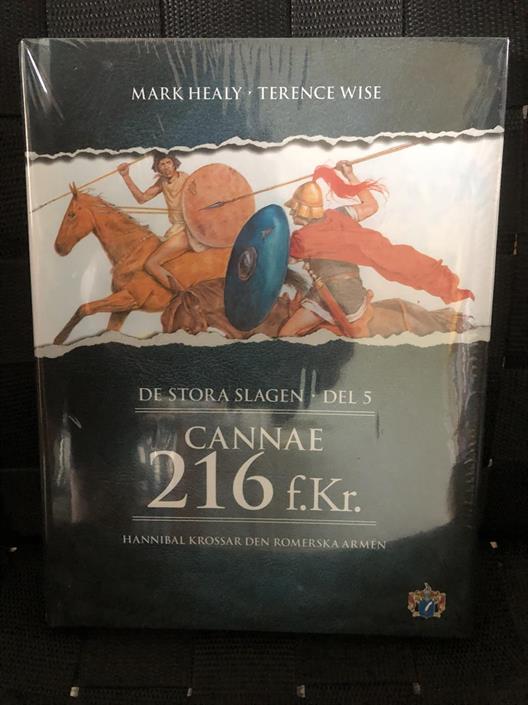 MARK HEALY · TERENCE WISE
DE STORA SLAGEN · DEL 5
CANNAE
216 f.Kr.
HANNIBAL KROSSAR DEN ROMERSKA ARMÉN